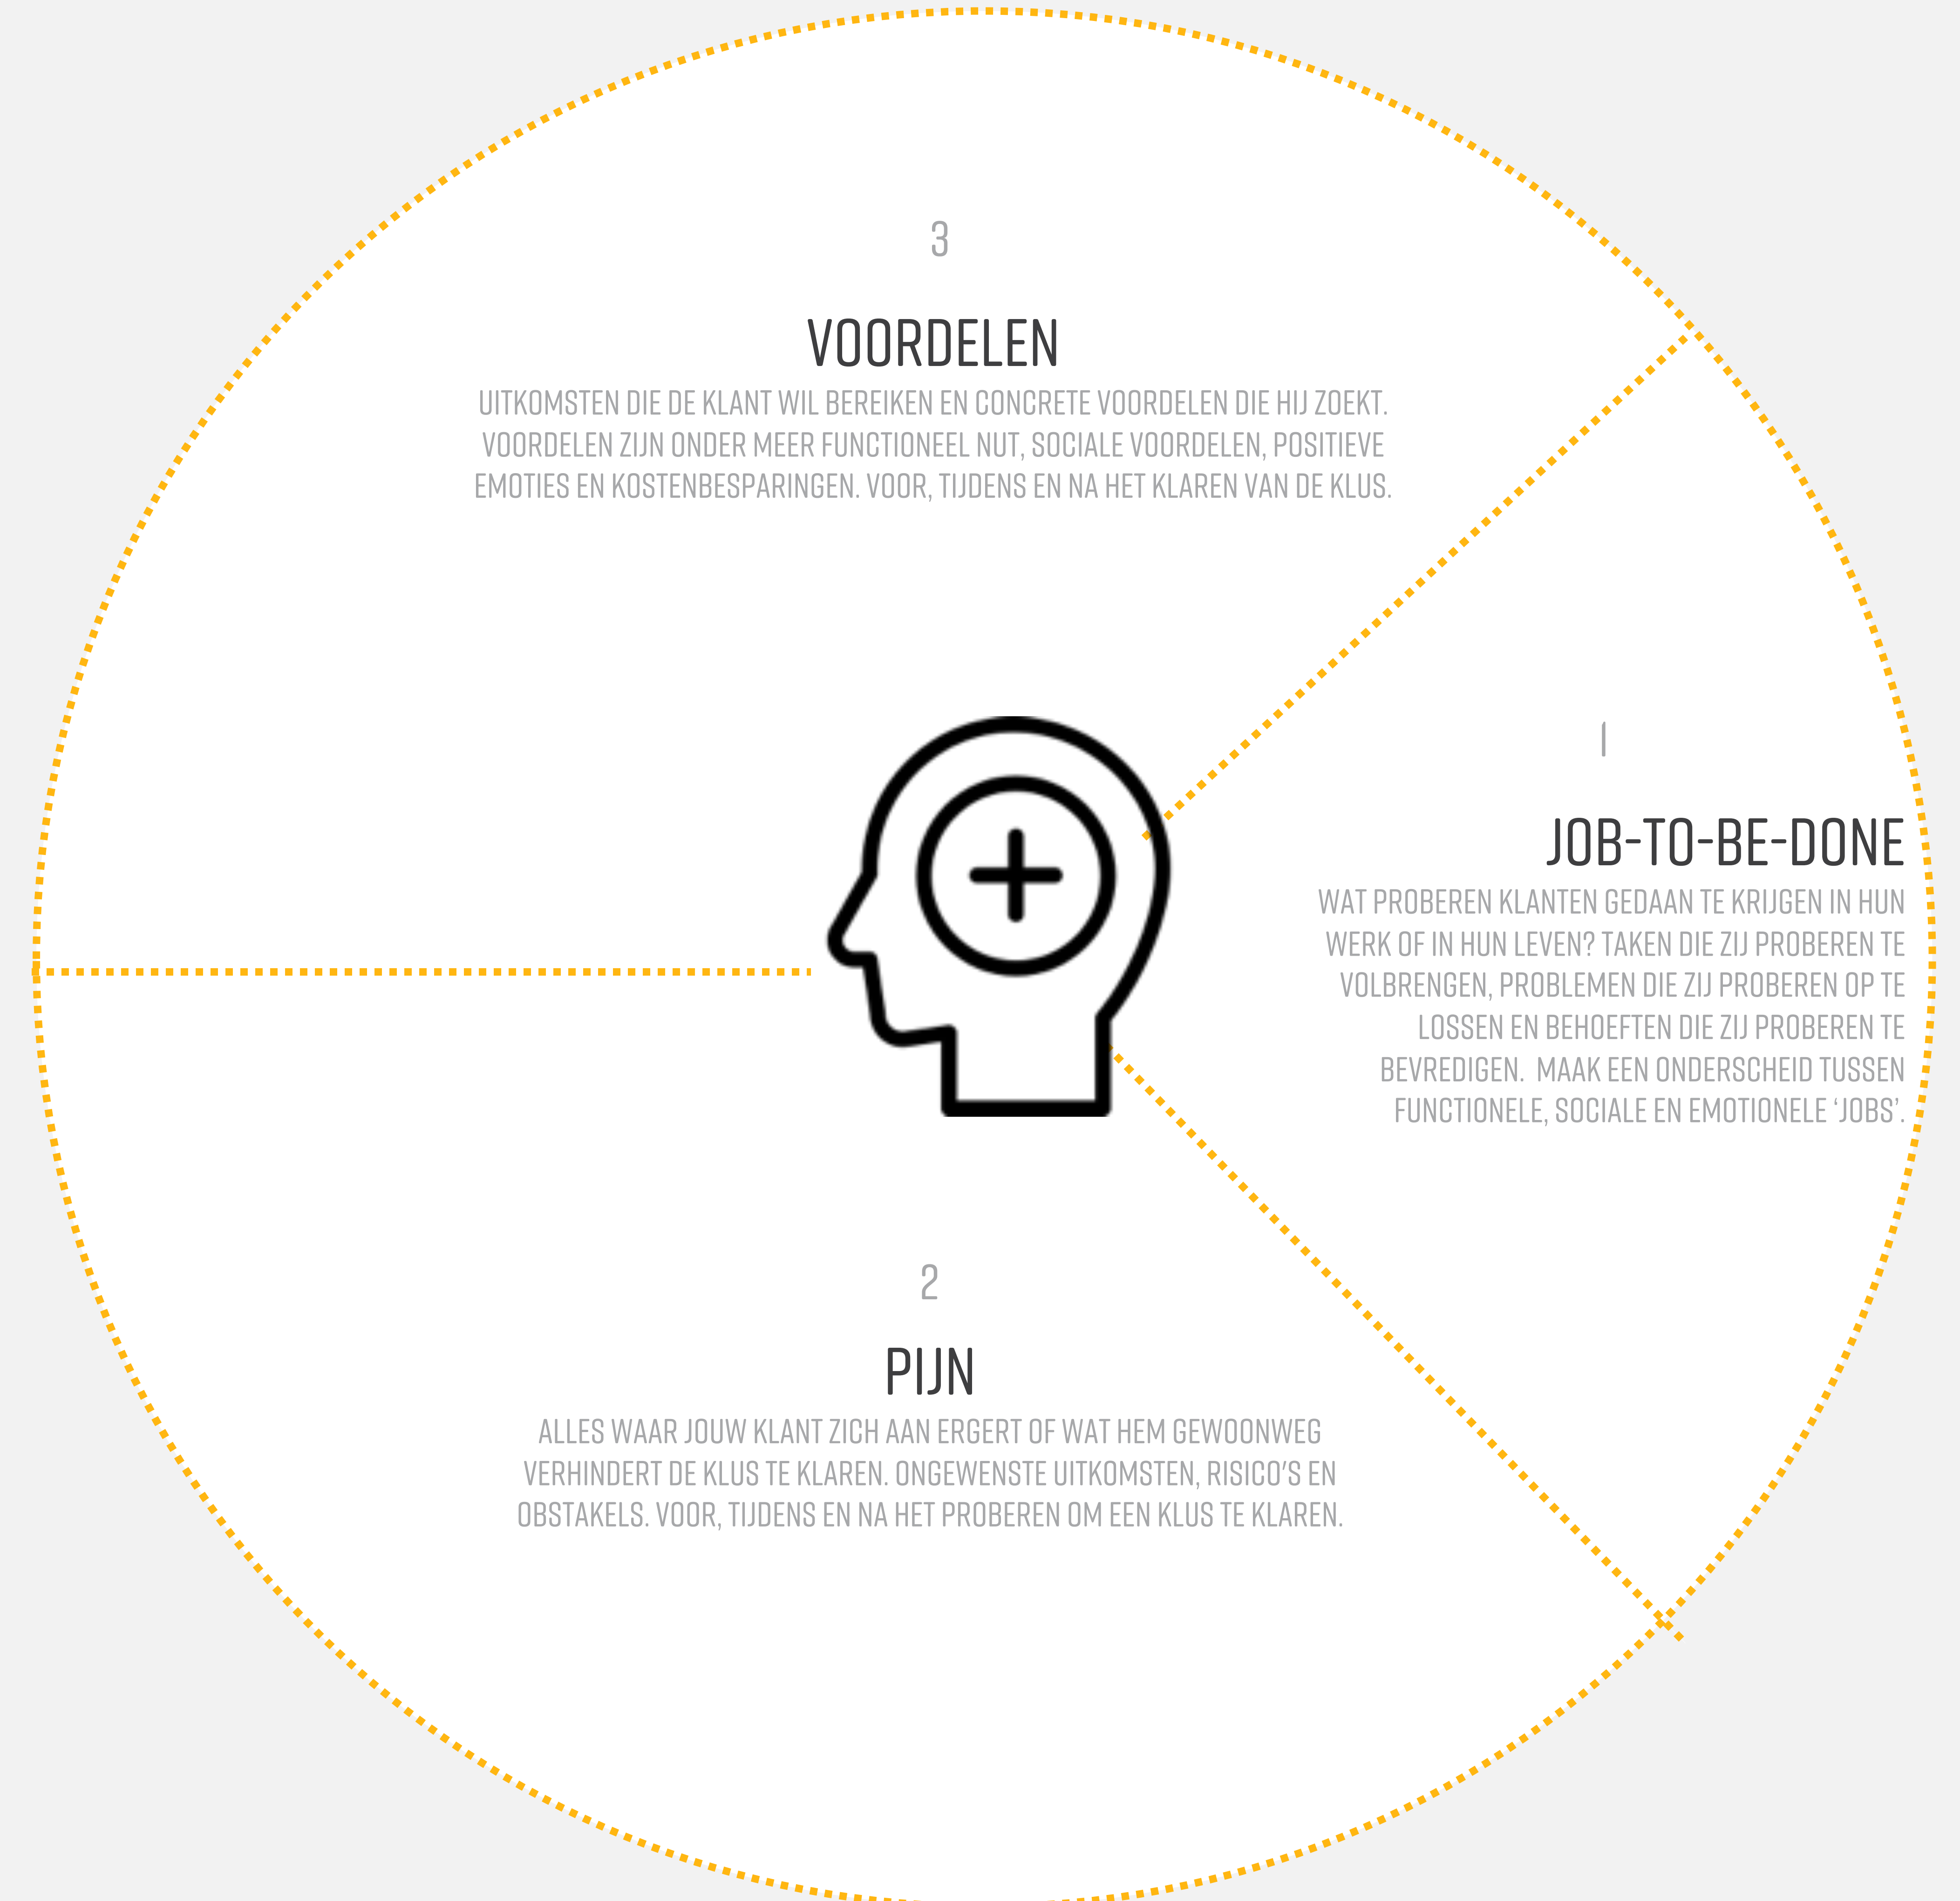 3
VOORDELEN
UITKOMSTEN DIE DE KLANT WIL BEREIKEN EN CONCRETE VOORDELEN DIE HIJ ZOEKT.
VOORDELEN ZIJN ONDER MEER FUNCTIONEEL NUT, SOCIALE VOORDELEN, POSITIEVE
EMOTIES EN KOSTENBESPARINGEN. VOOR, TIJDENS EN NA HET KLAREN VAN DE KLUS.
1
JOB-TO-BE-DONE
WAT PROBEREN KLANTEN GEDAAN TE KRIJGEN IN HUN
WERK OF IN HUN LEVEN? TAKEN DIE ZIJ PROBEREN TE
VOLBRENGEN, PROBLEMEN DIE ZIJ PROBEREN OP TE
LOSSEN EN BEHOEFTEN DIE ZIJ PROBEREN TE
BEVREDIGEN.  MAAK EEN ONDERSCHEID TUSSEN
FUNCTIONELE, SOCIALE EN EMOTIONELE ‘JOBS’.
2
PIJN
ALLES WAAR JOUW KLANT ZICH AAN ERGERT OF WAT HEM GEWOONWEG
VERHINDERT DE KLUS TE KLAREN. ONGEWENSTE UITKOMSTEN, RISICO'S EN
OBSTAKELS. VOOR, TIJDENS EN NA HET PROBEREN OM EEN KLUS TE KLAREN.